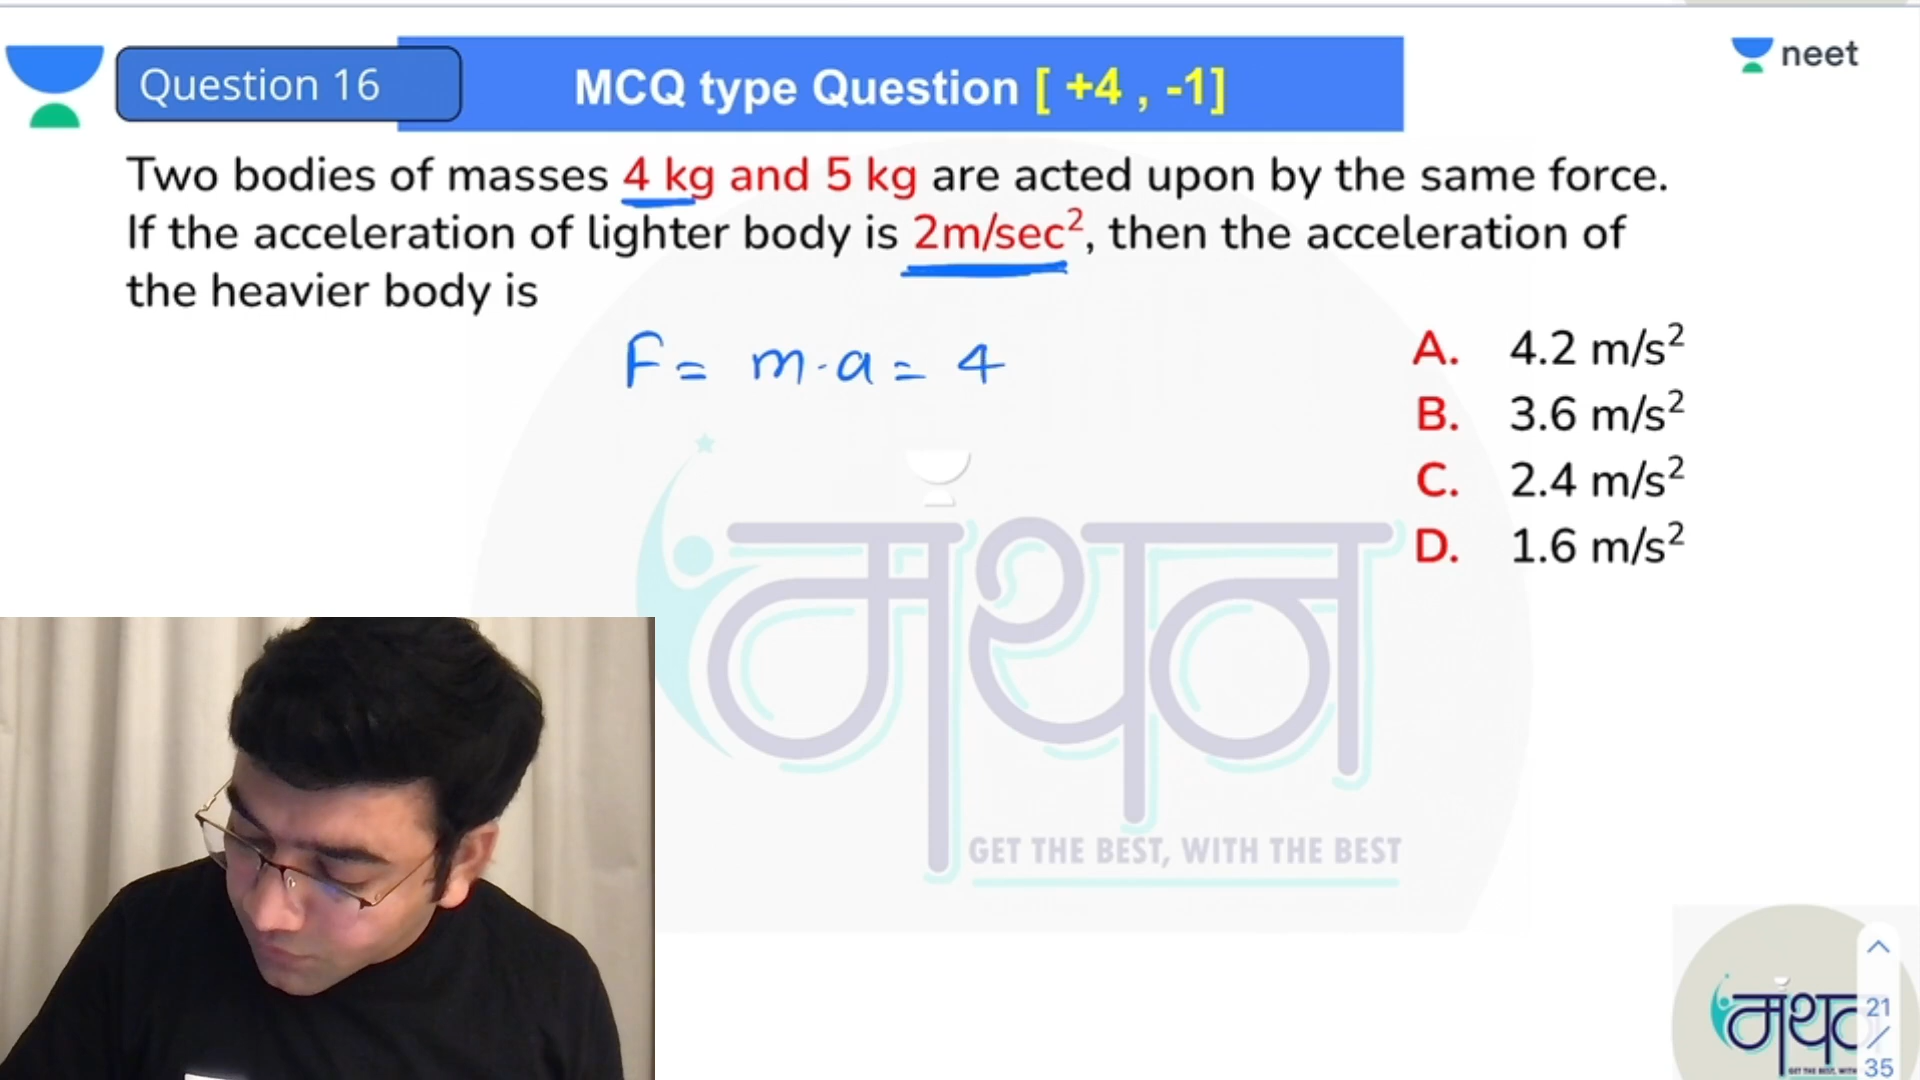 Question 16
MCQ type Question [ +4 , -1]
neet
Two bodies of masses 4 kg and 5 kg are acted upon by the same force.
If the acceleration of lighter body is 2m/sec², then the acceleration of
the heavier body is
F = m.a = 4
A. 4.2 m/s²
B. 3.6 m/s²
C. 2.4 m/s²
D. 1.6 m/s²
मंथन
GET THE BEST, WITH THE BEST
21
/
35